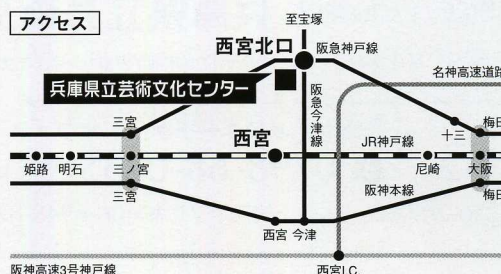 アクセス
至宝塚
西宮北口
阪急神戸線
名神高速道路
兵庫県立芸術文化センター
阪急今津線
三宮
十三
梅田
西宮
JR神戸線
姫路
明石
三ノ宮
尼崎
大阪
三宮
阪神本線
梅田
西宮
今津
阪神高速3号神戸線
西宮I.C.